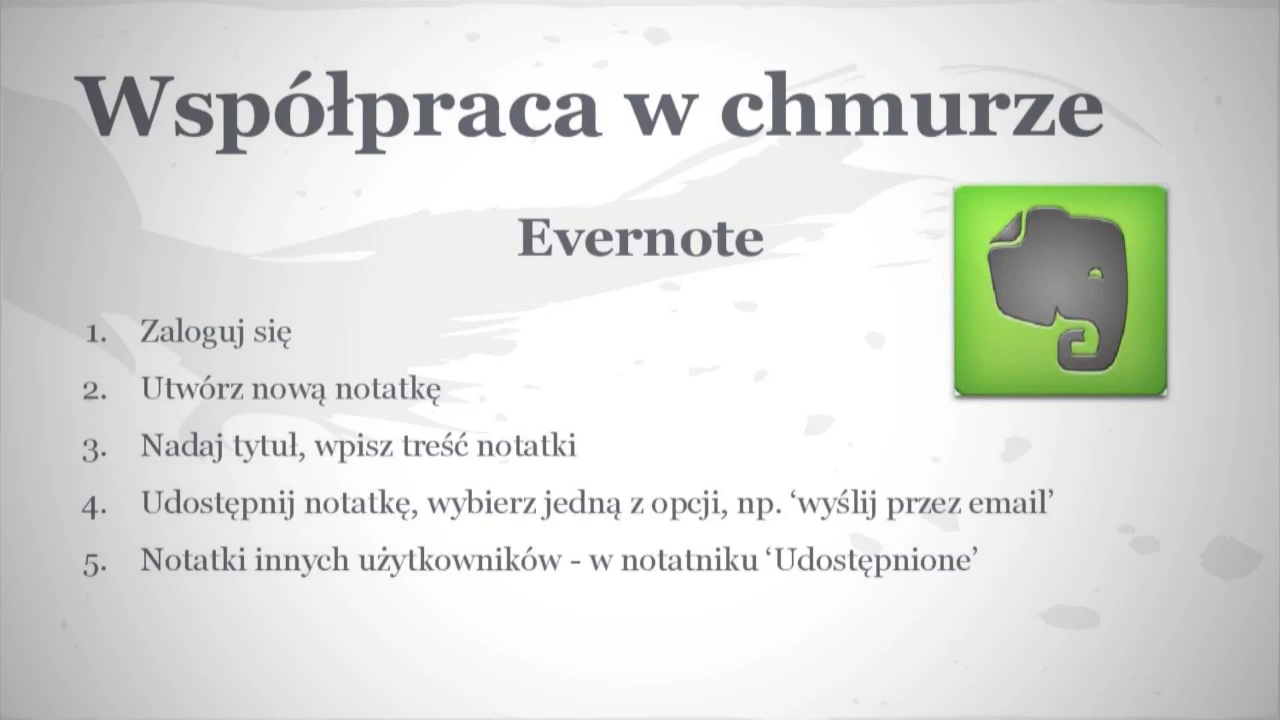 Współpraca w chmurze
Evernote
1. Zaloguj się
2. Utwórz nową notatkę
3. Nadaj tytuł, wpisz treść notatki
4. Udostępnij notatkę, wybierz jedną z opcji, np. ‘wyślij przez email’
5. Notatki innych użytkowników - w notatniku ‘Udostępnione’